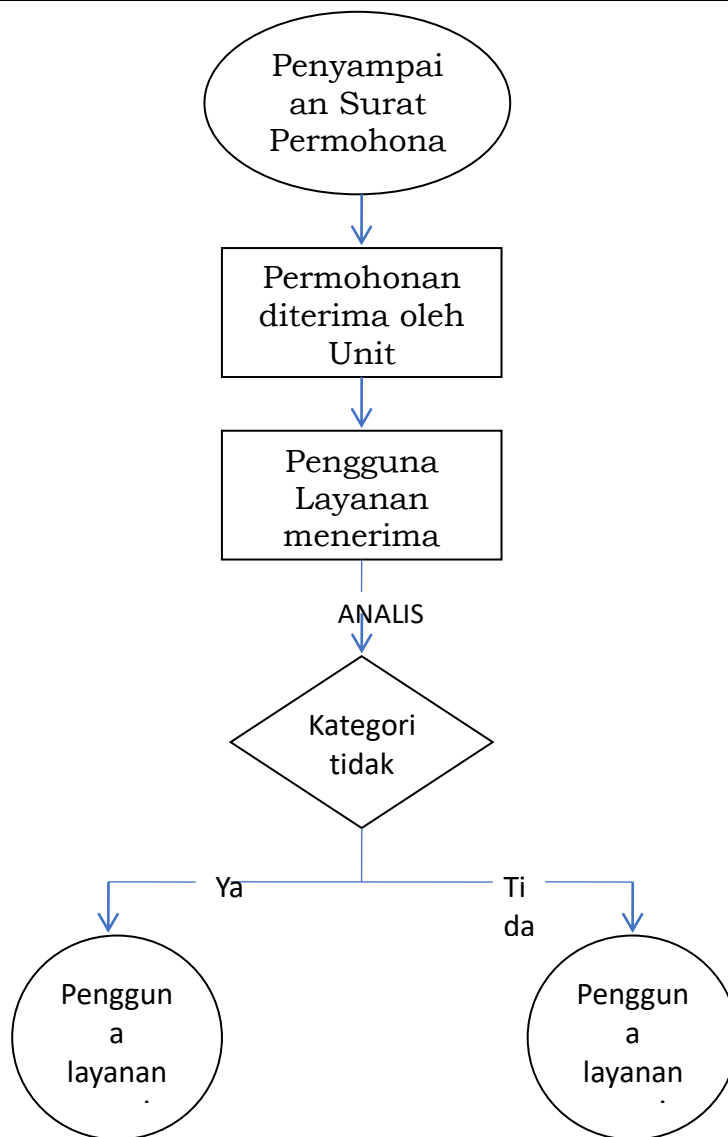 Penyampai
an Surat
Permohona
Permohonan
diterima oleh
Unit
Pengguna
Layanan
menerima
ANALIS
Kategori
tidak
Ya
Ti
da
Penggun
a
layanan
Penggun
a
layanan